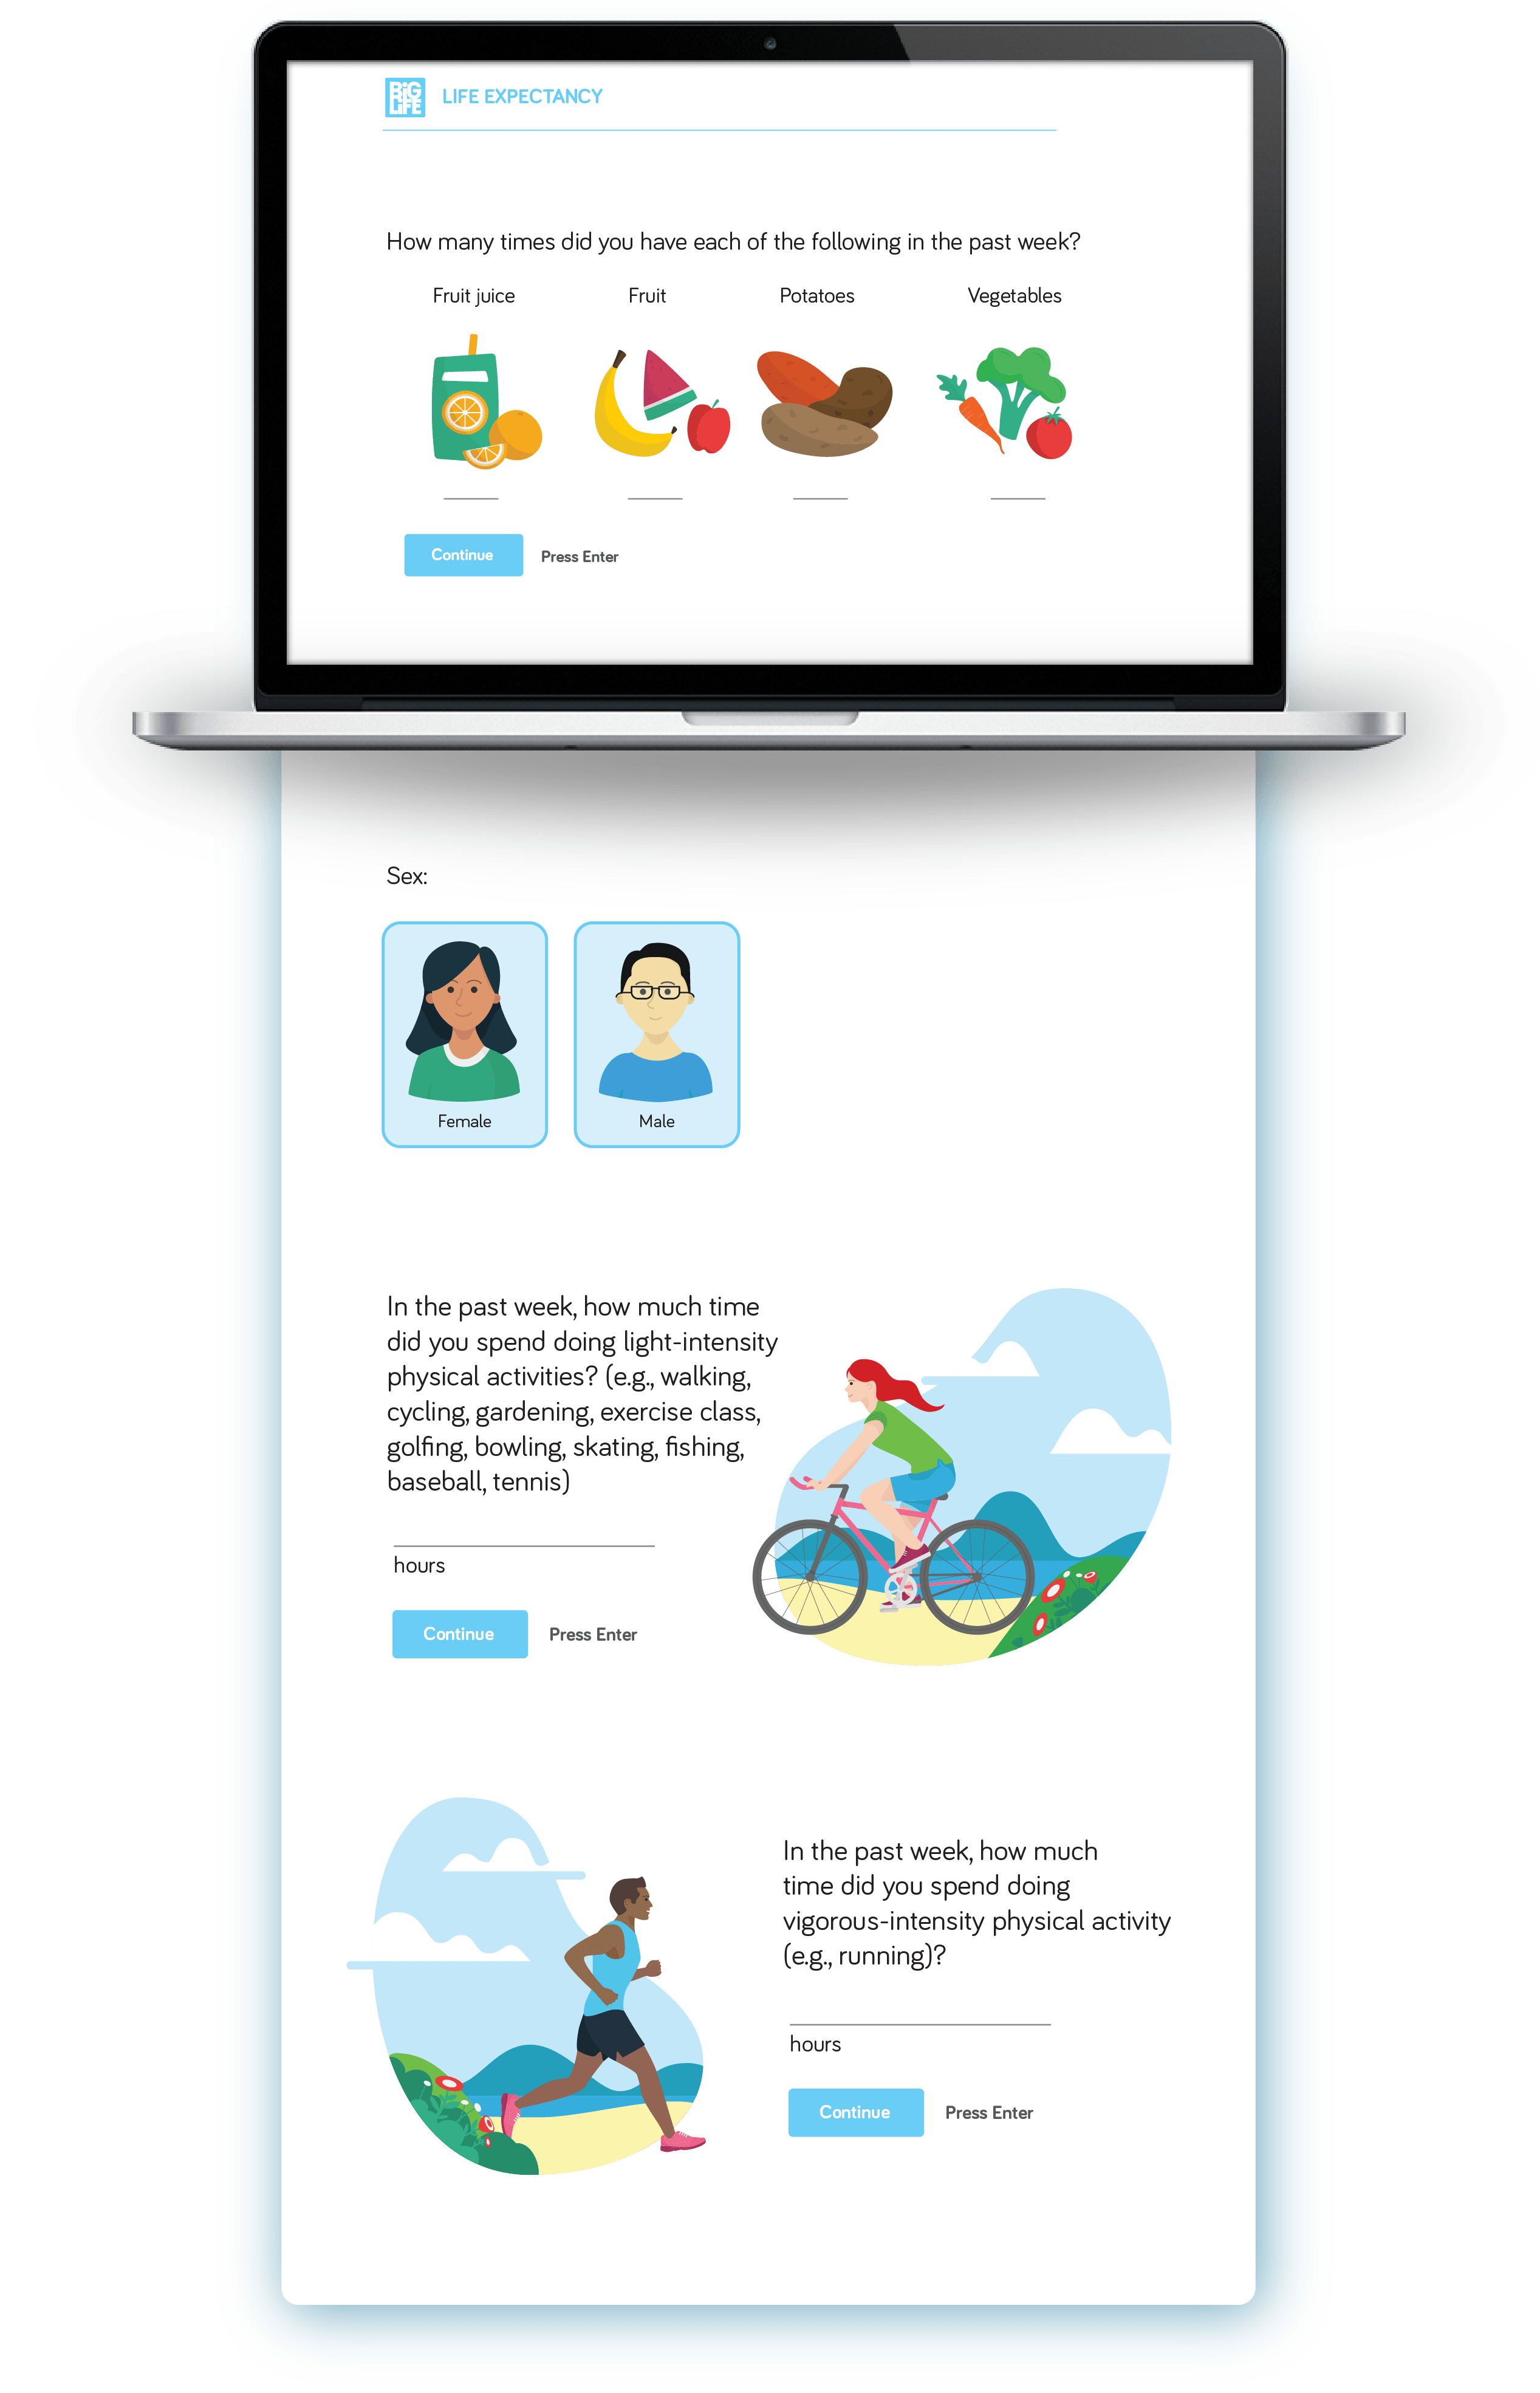 BiG
LiFE
LIFE EXPECTANCY
How many times did you have each of the following in the past week?
Fruit juice
Fruit
Potatoes
Vegetables
Continue
Press Enter
Sex:
Female
Male
In the past week, how much time
did you spend doing light-intensity
physical activities? (e.g., walking,
cycling, gardening, exercise class,
golfing, bowling, skating, fishing,
baseball, tennis)
hours
Continue
Press Enter
In the past week, how much
time did you spend doing
vigorous-intensity physical activity
(e.g., running)?
hours
Continue
Press Enter